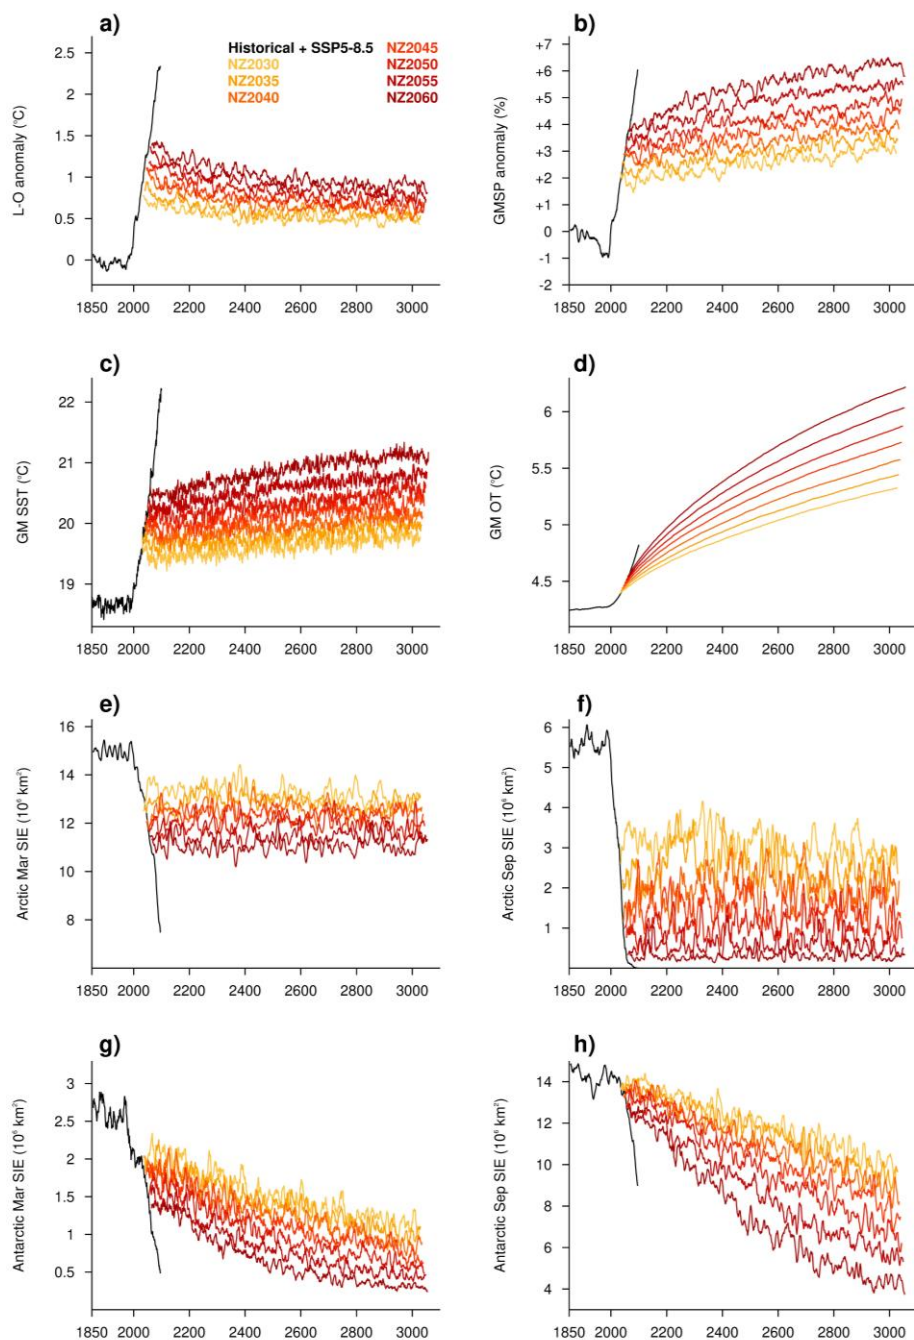 a)
L-O anomaly (°C)
2.5
2
1.5
1
0.5
0
Historical + SSP5-8.5
NZ2030
NZ2035
NZ2040
NZ2045
NZ2050
NZ2055
NZ2060
1850 2000 2200 2400 2600 2800 3000
b)
GMSP anomaly (%)
+7
+6
+5
+4
+3
+2
+1
0
-1
-2
1850 2000 2200 2400 2600 2800 3000
c)
GM SST (°C)
22
21
20
19
18
1850 2000 2200 2400 2600 2800 3000
d)
GM OT (°C)
6
5.5
5
4.5
1850 2000 2200 2400 2600 2800 3000
e)
Arctic Mar SIE (10⁶ km²)
16
14
12
10
8
1850 2000 2200 2400 2600 2800 3000
f)
Arctic Sep SIE (10⁶ km²)
6
5
4
3
2
1
1850 2000 2200 2400 2600 2800 3000
g)
Antarctic Mar SIE (10⁶ km²)
3
2.5
2
1.5
1
0.5
1850 2000 2200 2400 2600 2800 3000
h)
Antarctic Sep SIE (10⁶ km²)
14
12
10
8
6
4
1850 2000 2200 2400 2600 2800 3000